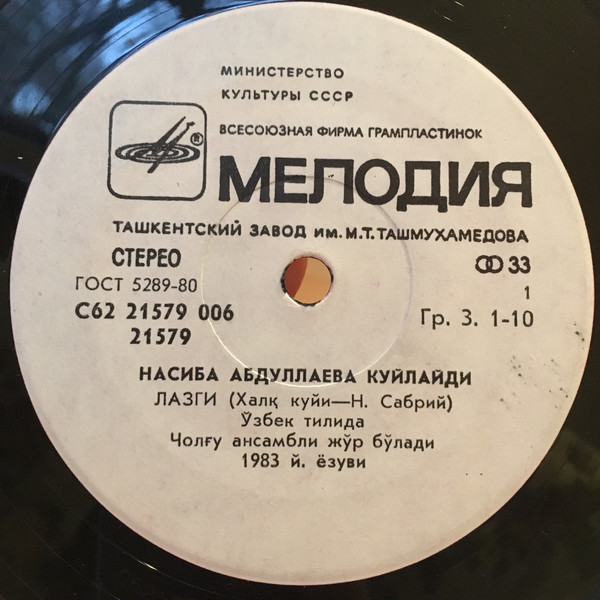 МИНИСТЕРСТВО
КУЛЬТУРЫ СССР
ВСЕСОЮЗНАЯ ФИРМА ГРАМПЛАСТИНОК
®
МЕЛОДИЯ
ТАШКЕНТСКИЙ ЗАВОД ИМ. М.Т. ТАШМУХАМЕДОВА
СТЕРЕО
33
ГОСТ 5289-80
1
С62 21579 006
Гр. 3. 1-10
21579
НАСИБА АБДУЛЛАЕВА КУЙЛАЙДИ
ЛАЗГИ (Халқ куйи—Н. Сабрий)
Ўзбек тилида
Чолғу ансамбли жўр бўлади
1983 й. ёзуви